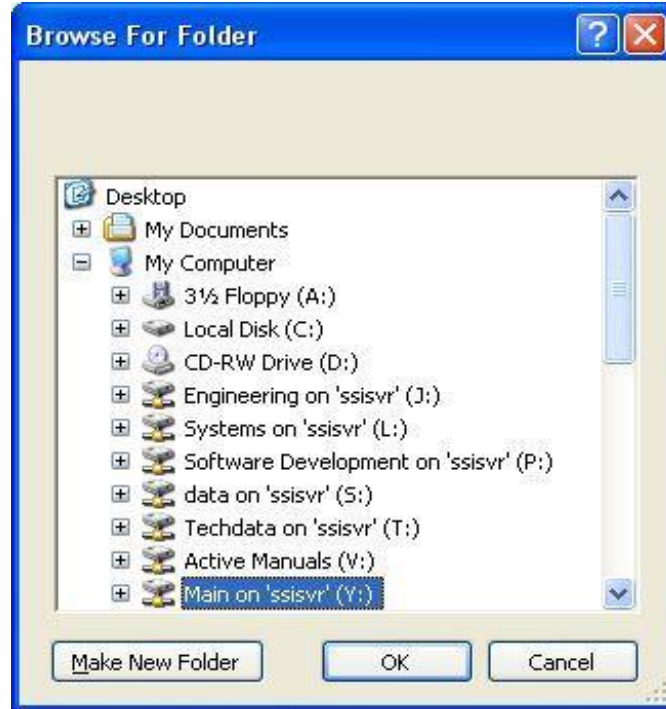 Browse For Folder
Desktop
My Documents
My Computer
3½ Floppy (A:)
Local Disk (C:)
CD-RW Drive (D:)
Engineering on 'ssisvr' (J:)
Systems on 'ssisvr' (L:)
Software Development on 'ssisvr' (P:)
data on 'ssisvr' (S:)
Techdata on 'ssisvr' (T:)
Active Manuals (V:)
Main on 'ssisvr' (Y:)
Make New Folder OK Cancel